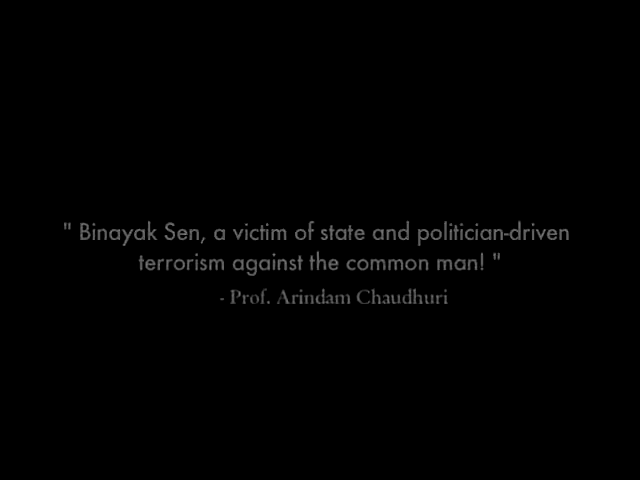 " Binayak Sen, a victim of state and politician-driven
terrorism against the common man! "
- Prof. Arindam Chaudhuri